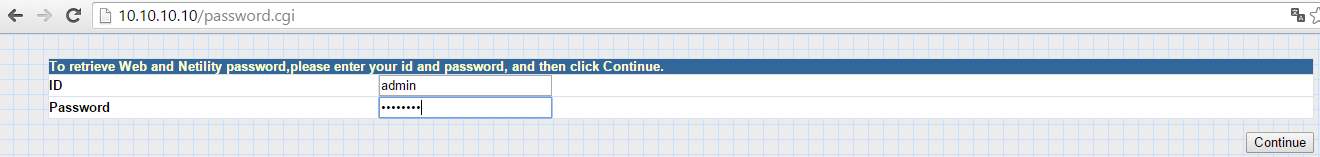 10.10.10.10/password.cgi
To retrieve Web and Netility password,please enter your id and password, and then click Continue.
ID admin
Password ••••••••
Continue